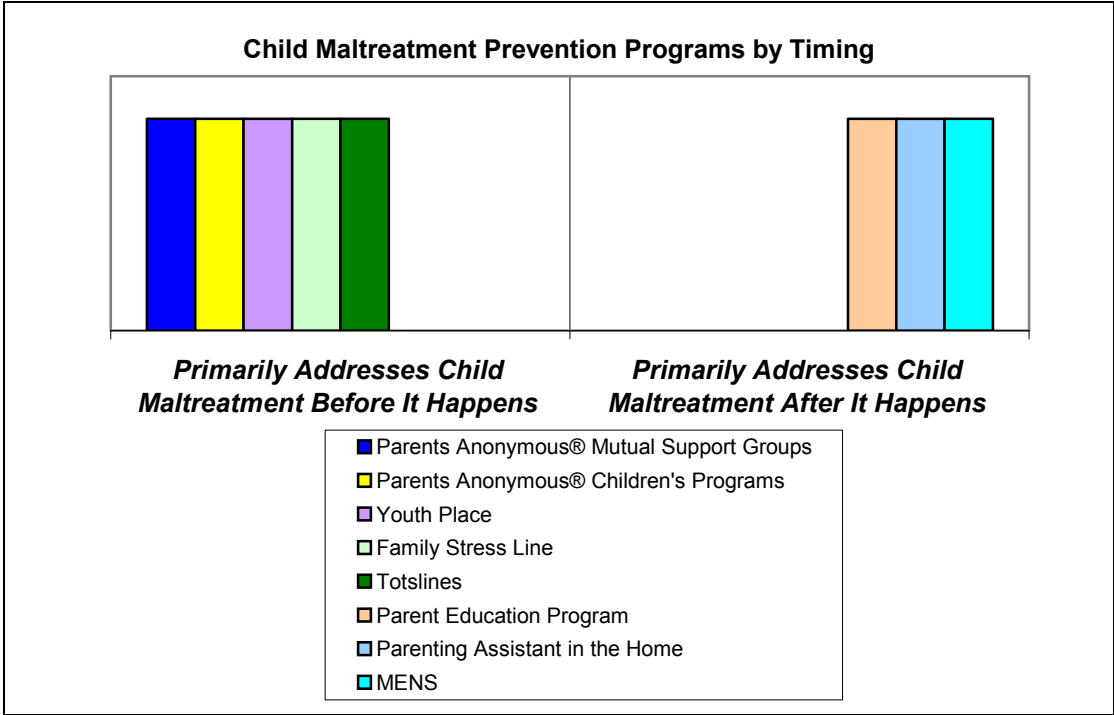 Child Maltreatment Prevention Programs by Timing
Primarily Addresses Child
Maltreatment Before It Happens
Primarily Addresses Child
Maltreatment After It Happens
Parents Anonymous® Mutual Support Groups
Parents Anonymous® Children's Programs
Youth Place
Family Stress Line
Totslines
Parent Education Program
Parenting Assistant in the Home
MENS